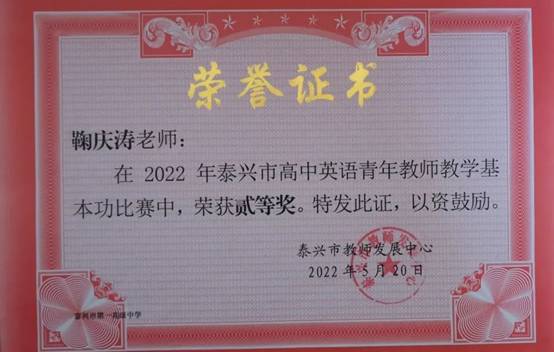 荣誉证书
鞠庆涛老师：
在 2022 年泰兴市高中英语青年教师教学基
本功比赛中，荣获贰等奖。特发此证，以资鼓励。
泰兴市教师发展中心
2022 年 5 月 20 日